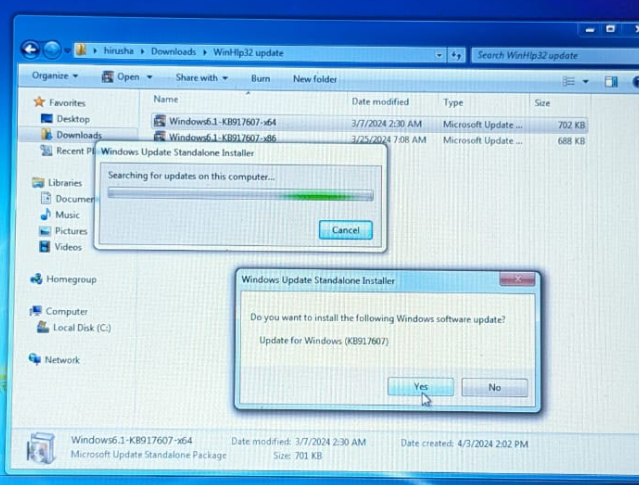 hirusha ▸ Downloads ▸ WinHlp32 update
Search WinHlp32 update
Organize Open Share with Burn New folder
Name Date modified Type Size
Favorites
Desktop
Downloads
Recent Pl
Windows6.1-KB917607-x64 3/7/2024 2:30 AM Microsoft Update ... 702 KB
Windows6.1-KB917607-x86 3/25/2024 7:08 AM Microsoft Update ... 688 KB
Windows Update Standalone Installer
Searching for updates on this computer...
Cancel
Libraries
Documen
Music
Pictures
Videos
Homegroup
Computer
Local Disk (C:)
Network
Windows Update Standalone Installer
Do you want to install the following Windows software update?
Update for Windows (KB917607)
Yes No
Windows6.1-KB917607-x64 Date modified: 3/7/2024 2:30 AM Date created: 4/3/2024 2:02 PM
Microsoft Update Standalone Package Size: 701 KB